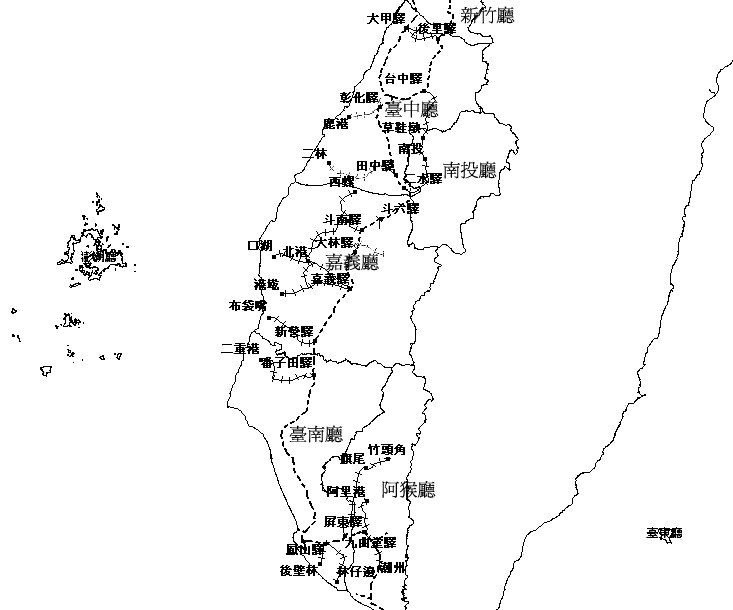 新竹廳
大甲驛
後里驛
台中驛
彰化驛
臺中廳
鹿港
草鞋墩
南投
二林
田中驛
南投廳
二水驛
西螺
斗六驛
斗南驛
大林驛
口湖
北港
澎湖廳
嘉義廳
嘉義驛
港墘
布袋嘴
新營驛
二重港
番子田驛
臺南廳
竹頭角
旗尾
阿里港
阿猴廳
屏東驛
臺東廳
九曲堂驛
鳳山驛
後壁林
林仔邊
潮州